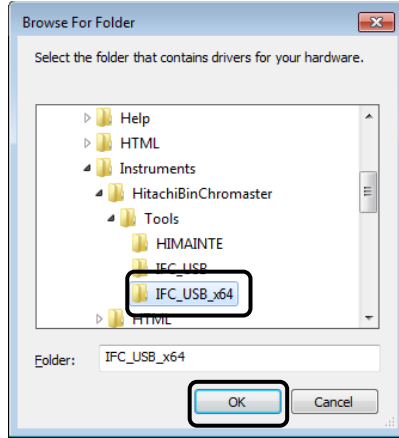 Browse For Folder
Select the folder that contains drivers for your hardware.
Help
HTML
Instruments
HitachiBinChromaster
Tools
HIMAINTE
IFC_USB
IFC_USB_x64
HTML
Folder: IFC_USB_x64
OK Cancel